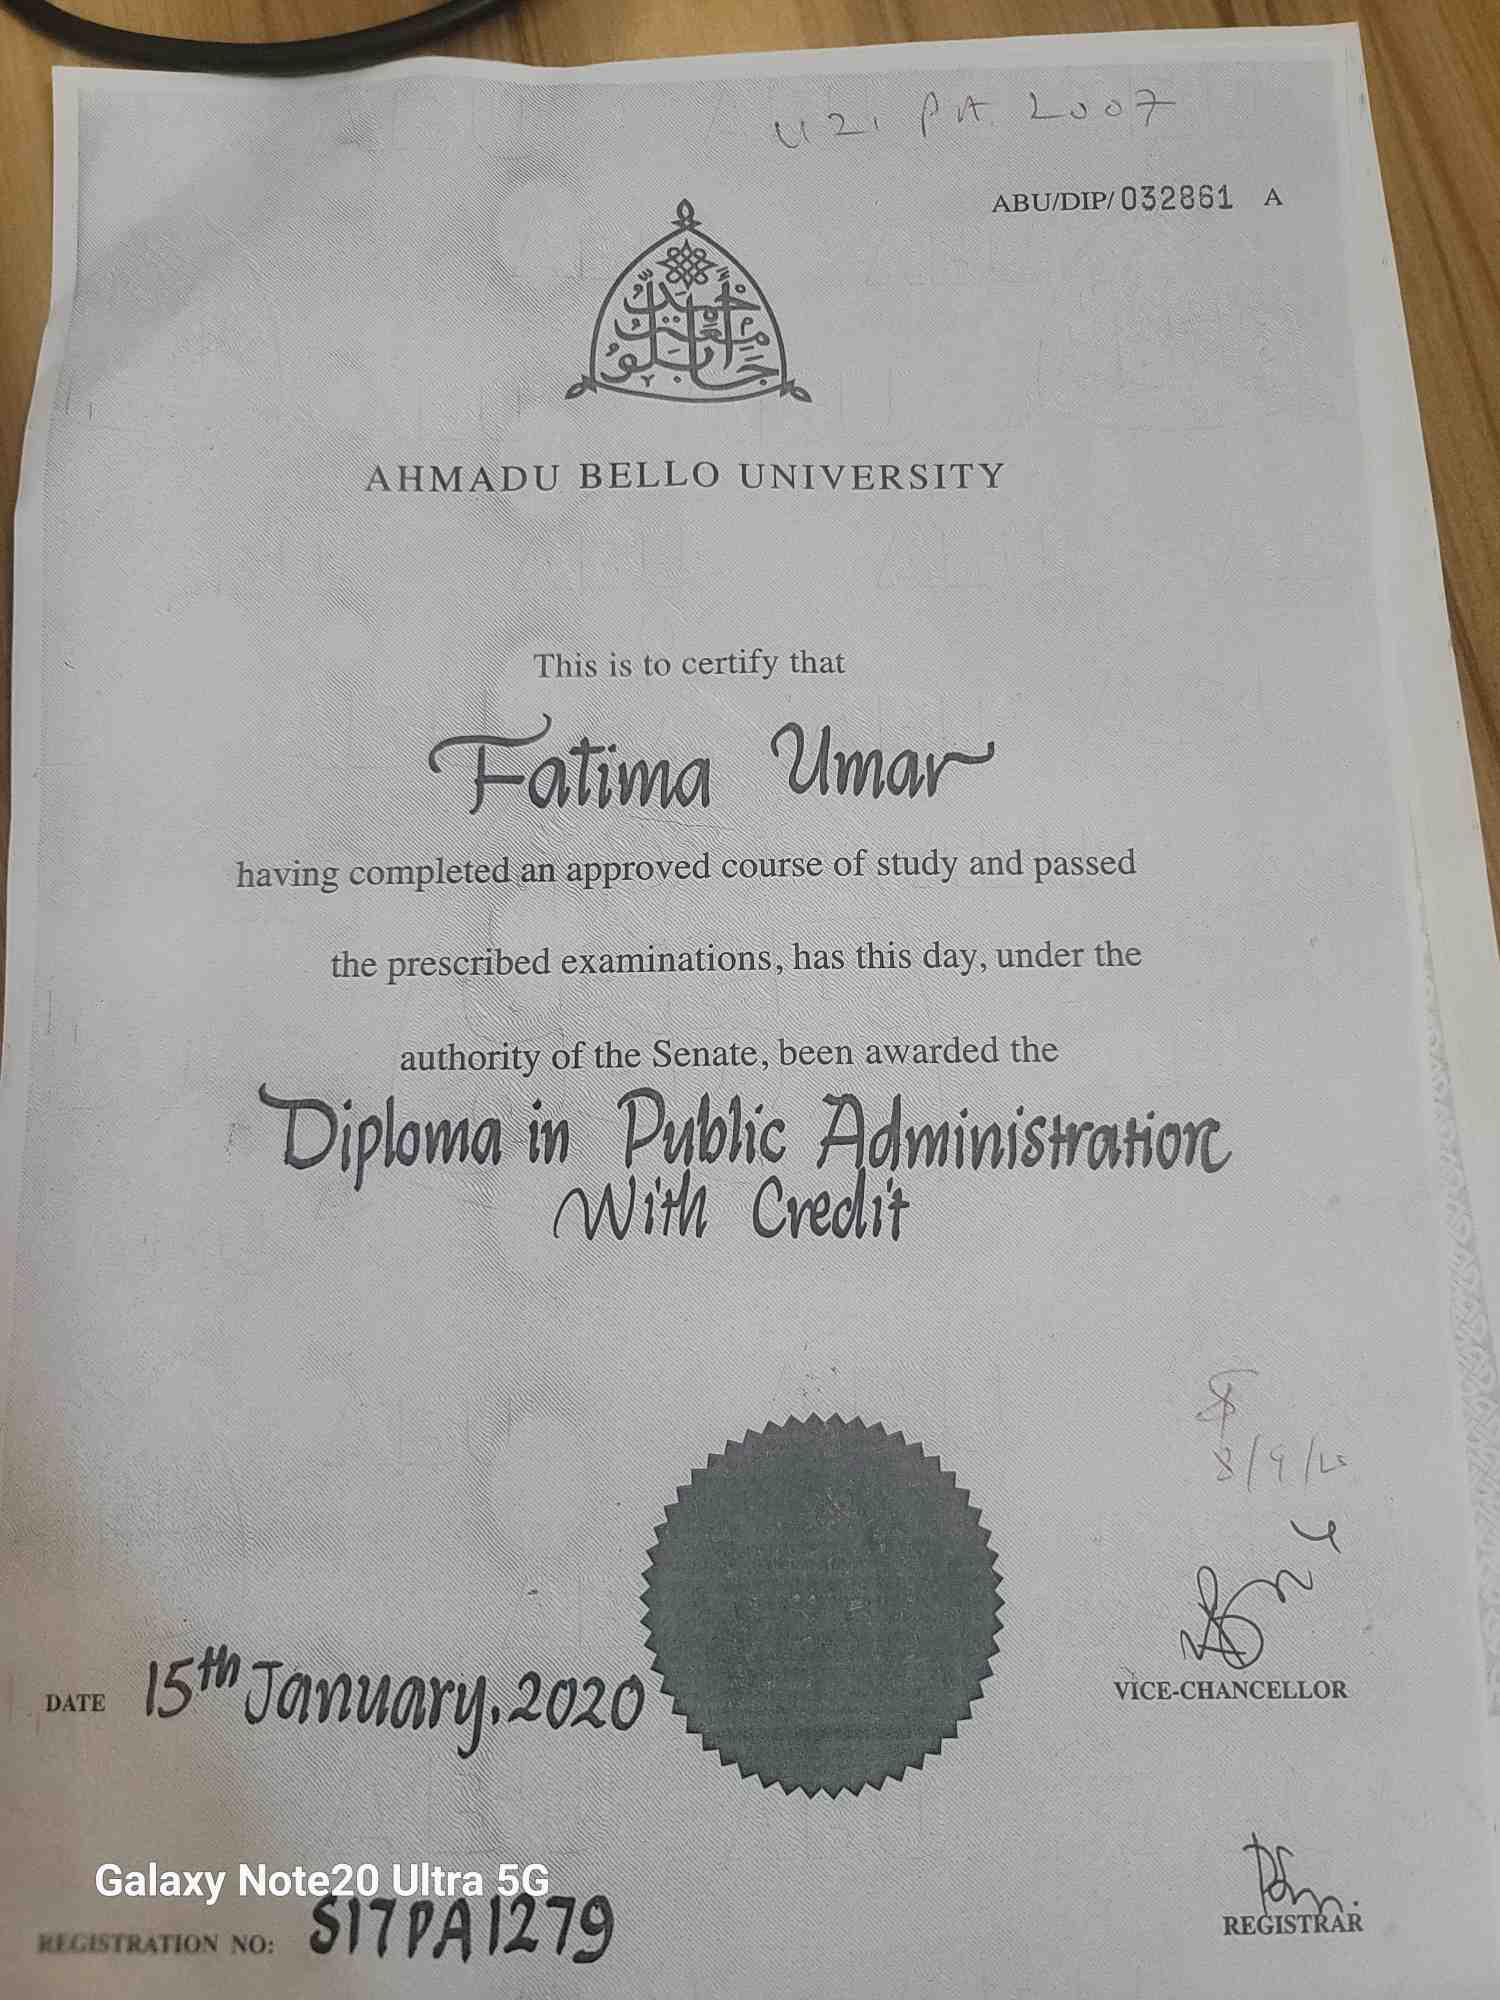 U21 PA 2007
ABU/DIP/ 032861 A
AHMADU BELLO UNIVERSITY
This is to certify that
Fatima Umar
having completed an approved course of study and passed
the prescribed examinations, has this day, under the
authority of the Senate, been awarded the
Diploma in Public Administration
With Credit
8/9/
VICE-CHANCELLOR
DATE 15th January, 2020
Galaxy Note20 Ultra 5G
REGISTRAR
REGISTRATION NO: S17PA1279